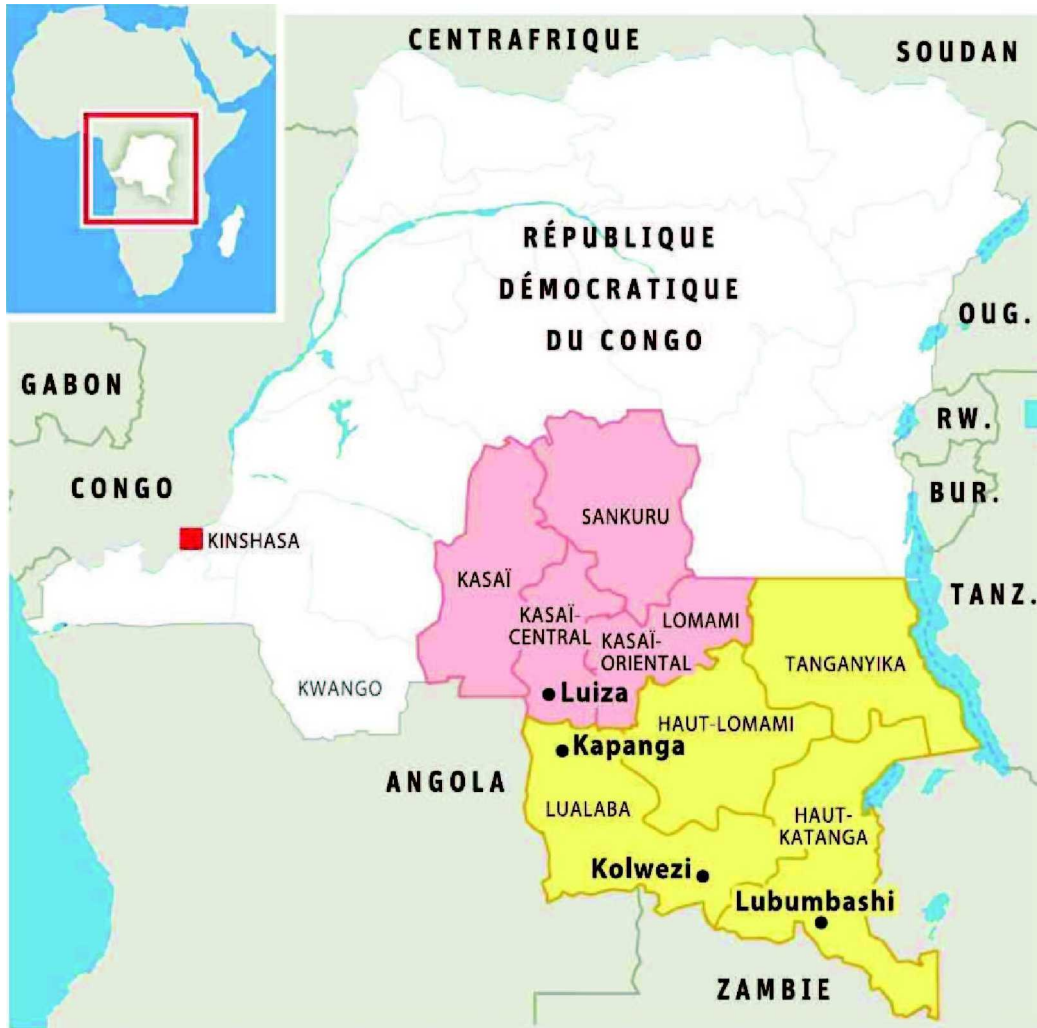 CENTRAFRIQUE
SOUDAN
RÉPUBLIQUE
DÉMOCRATIQUE
DU CONGO
OUG.
GABON
RW.
CONGO
BUR.
KINSHASA
SANKURU
KASAÏ
TANZ.
KASAÏ-
CENTRAL
LOMAMI
KASAÏ-
ORIENTAL
TANGANYIKA
KWANGO
Luiza
HAUT-LOMAMI
Kapanga
ANGOLA
LUALABA
HAUT-
KATANGA
Kolwezi
Lubumbashi
ZAMBIE